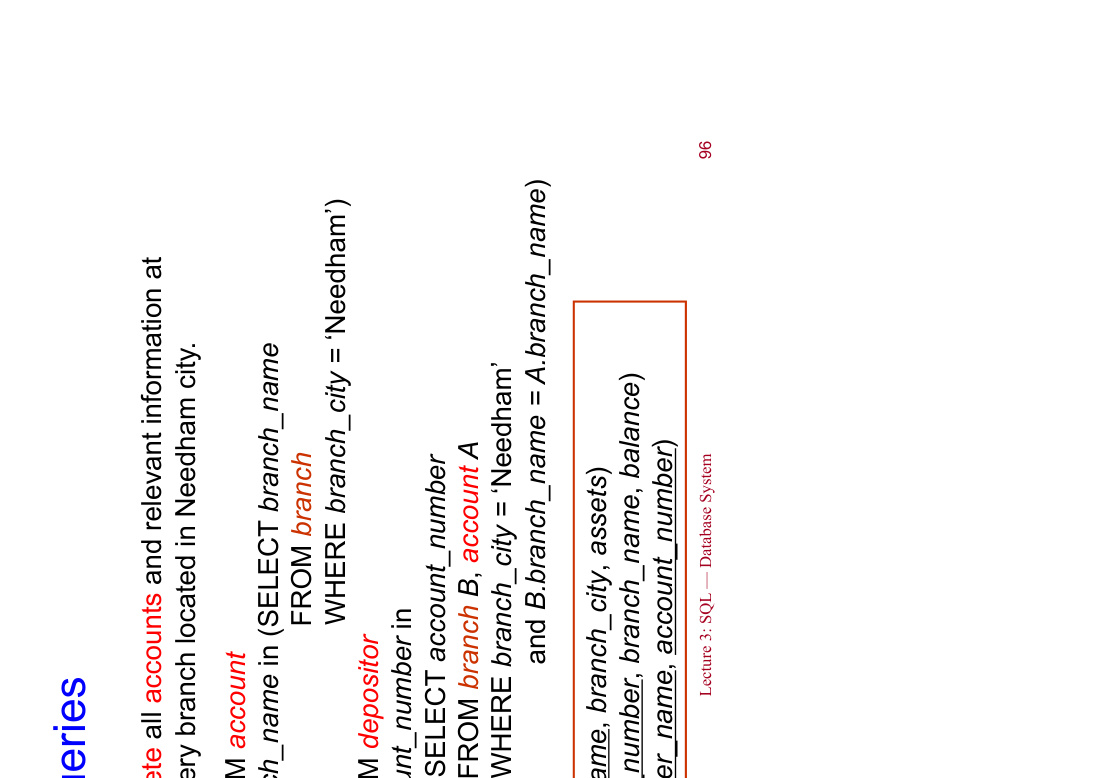 eries
ete all accounts and relevant information at
ery branch located in Needham city.
M account
ch_name in (SELECT branch_name
FROM branch
WHERE branch_city = ‘Needham’)
M depositor
unt_number in
SELECT account_number
FROM branch B, account A
WHERE branch_city = ‘Needham’
and B.branch_name = A.branch_name)
ame, branch_city, assets)
number, branch_name, balance)
er_name, account_number)
Lecture 3: SQL — Database System
96